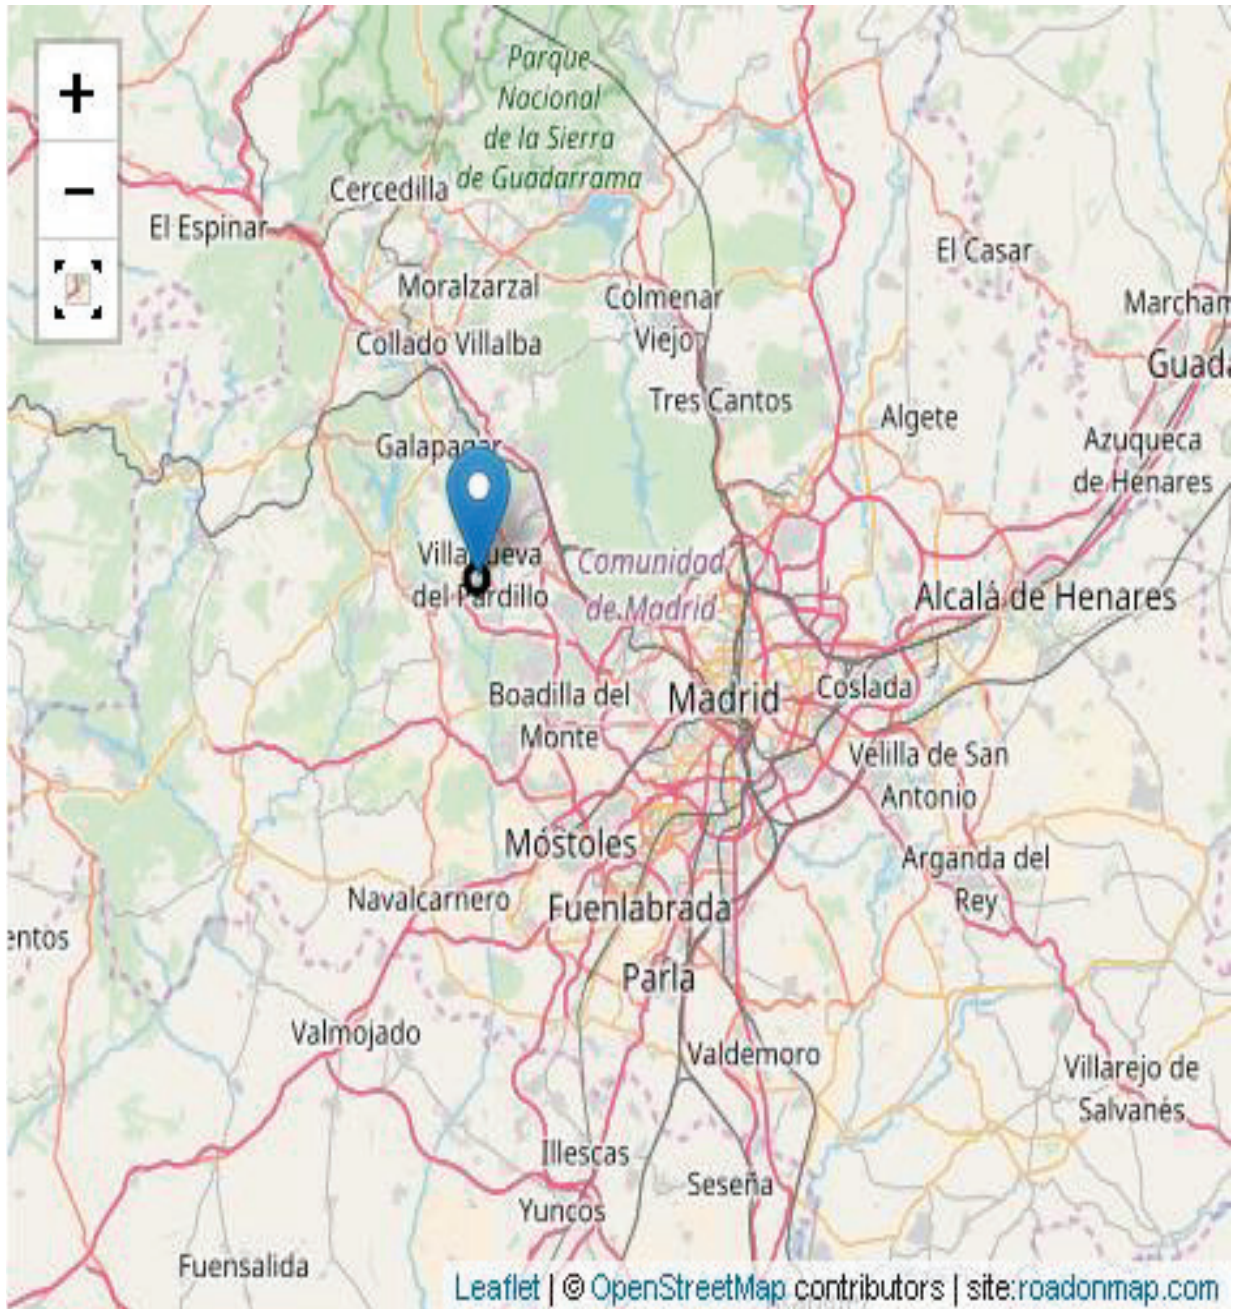 +
−
Parque
Nacional
de la Sierra
de Guadarrama
Cercedilla
El Espinar
El Casar
Moralzarzal
Colmenar
Viejo
Marcham
Collado Villalba
Guada
Tres Cantos
Algete
Galapagar
Azuqueca
de Henares
Villanueva
del Pardillo
Comunidad
de Madrid
Alcalá de Henares
Boadilla del
Monte
Madrid
Coslada
Velilla de San
Antonio
Móstoles
Arganda del
Rey
Navalcarnero
Fuenlabrada
entos
Parla
Valmojado
Valdemoro
Villarejo de
Salvanés
Illescas
Seseña
Yuncos
Fuensalida
Leaflet | © OpenStreetMap contributors | site:roadonmap.com